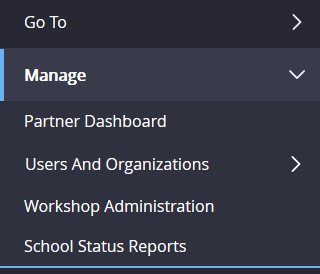 Go To
Manage
Partner Dashboard
Users And Organizations
Workshop Administration
School Status Reports